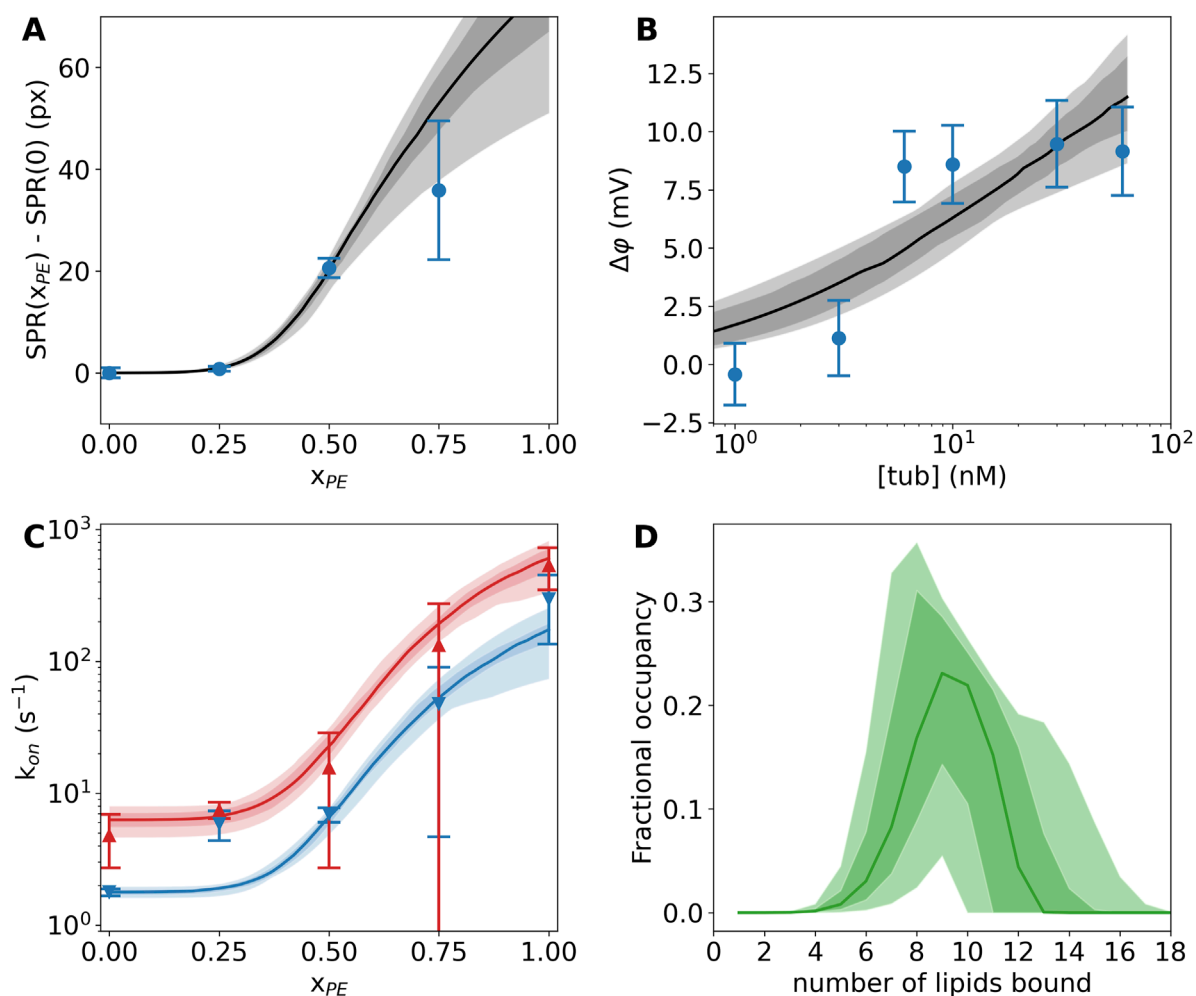 A
SPR(x_PE) - SPR(0) (px)
60
40
20
0
0.00 0.25 0.50 0.75 1.00
x_PE
B
Δφ (mV)
12.5
10.0
7.5
5.0
2.5
0.0
−2.5
10^0 10^1 10^2
[tub] (nM)
C
k_on (s^−1)
10^3
10^2
10^1
10^0
0.00 0.25 0.50 0.75 1.00
x_PE
D
Fractional occupancy
0.3
0.2
0.1
0.0
0 2 4 6 8 10 12 14 16 18
number of lipids bound